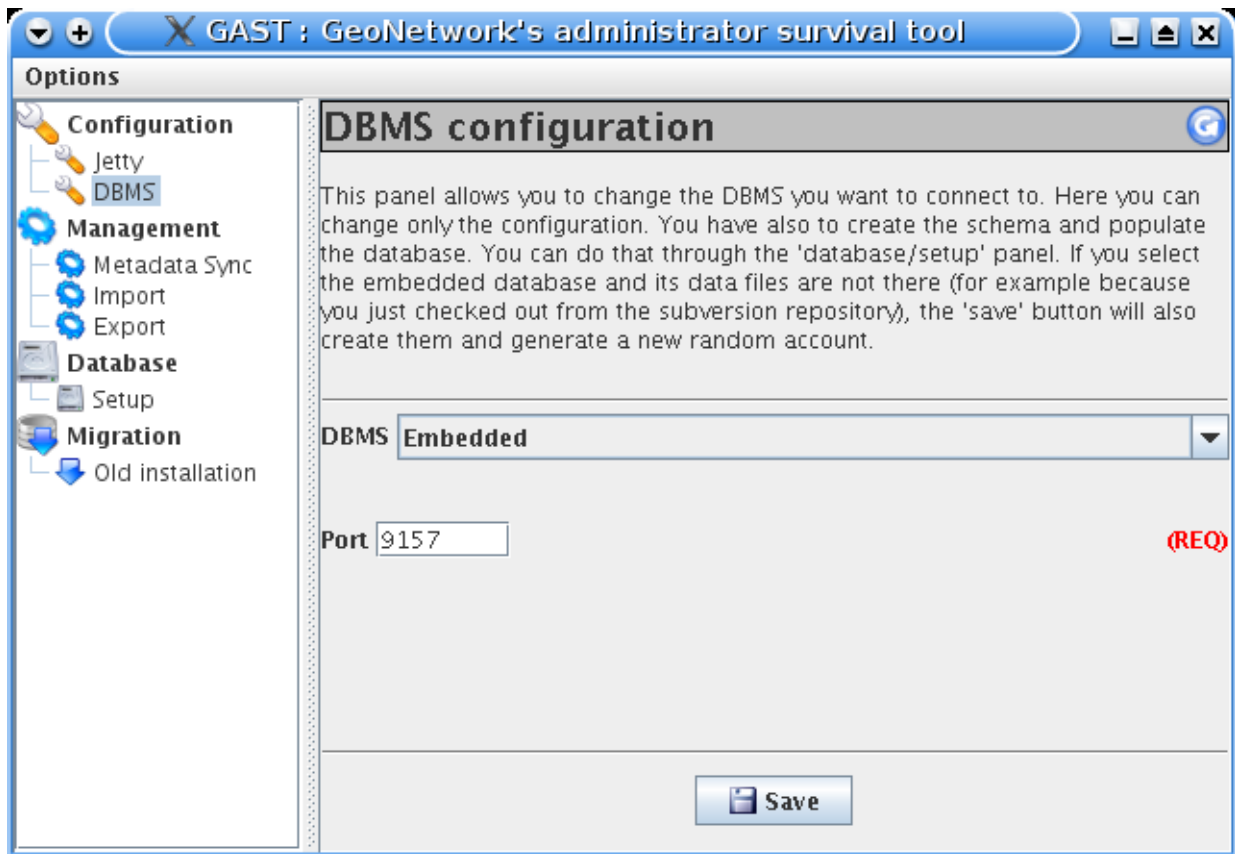 GAST : GeoNetwork's administrator survival tool
Options
Configuration
Jetty
DBMS
Management
Metadata Sync
Import
Export
Database
Setup
Migration
Old installation
DBMS configuration
This panel allows you to change the DBMS you want to connect to. Here you can
change only the configuration. You have also to create the schema and populate
the database. You can do that through the 'database/setup' panel. If you select
the embedded database and its data files are not there (for example because
you just checked out from the subversion repository), the 'save' button will also
create them and generate a new random account.
DBMS Embedded
Port 9157 (REQ)
Save